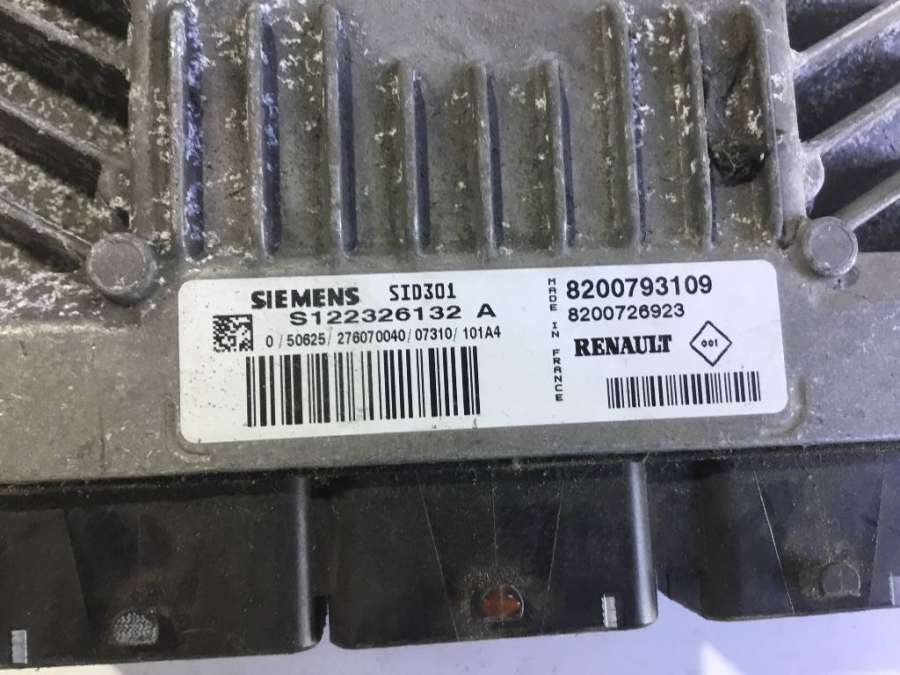 SIEMENS SID301
S122326132 A
0 / 50625 / 276070040 / 07310 / 101A4
MADE IN FRANCE
8200793109
8200726923
RENAULT 001